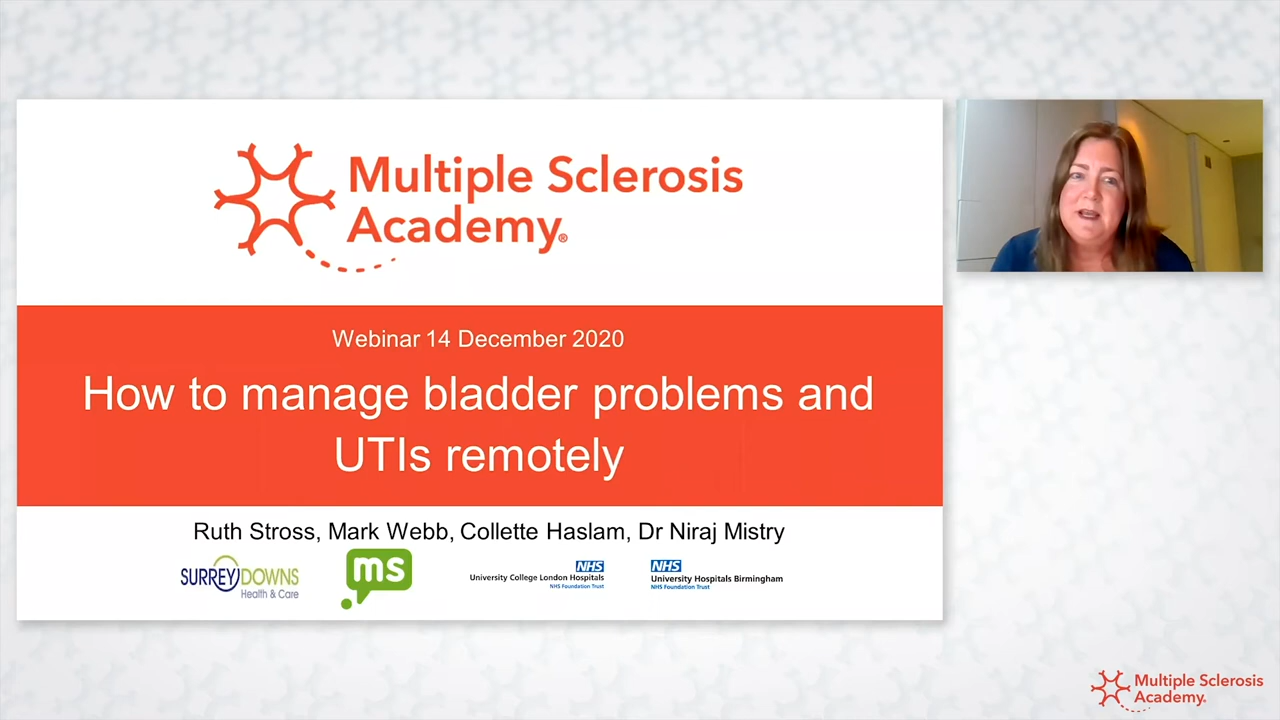 Multiple Sclerosis
Academy®
Webinar 14 December 2020
How to manage bladder problems and
UTIs remotely
Ruth Stross, Mark Webb, Collette Haslam, Dr Niraj Mistry
SURREY DOWNS
Health & Care
ms
NHS
University College London Hospitals
NHS Foundation Trust
NHS
University Hospitals Birmingham
NHS Foundation Trust
Multiple Sclerosis
Academy®